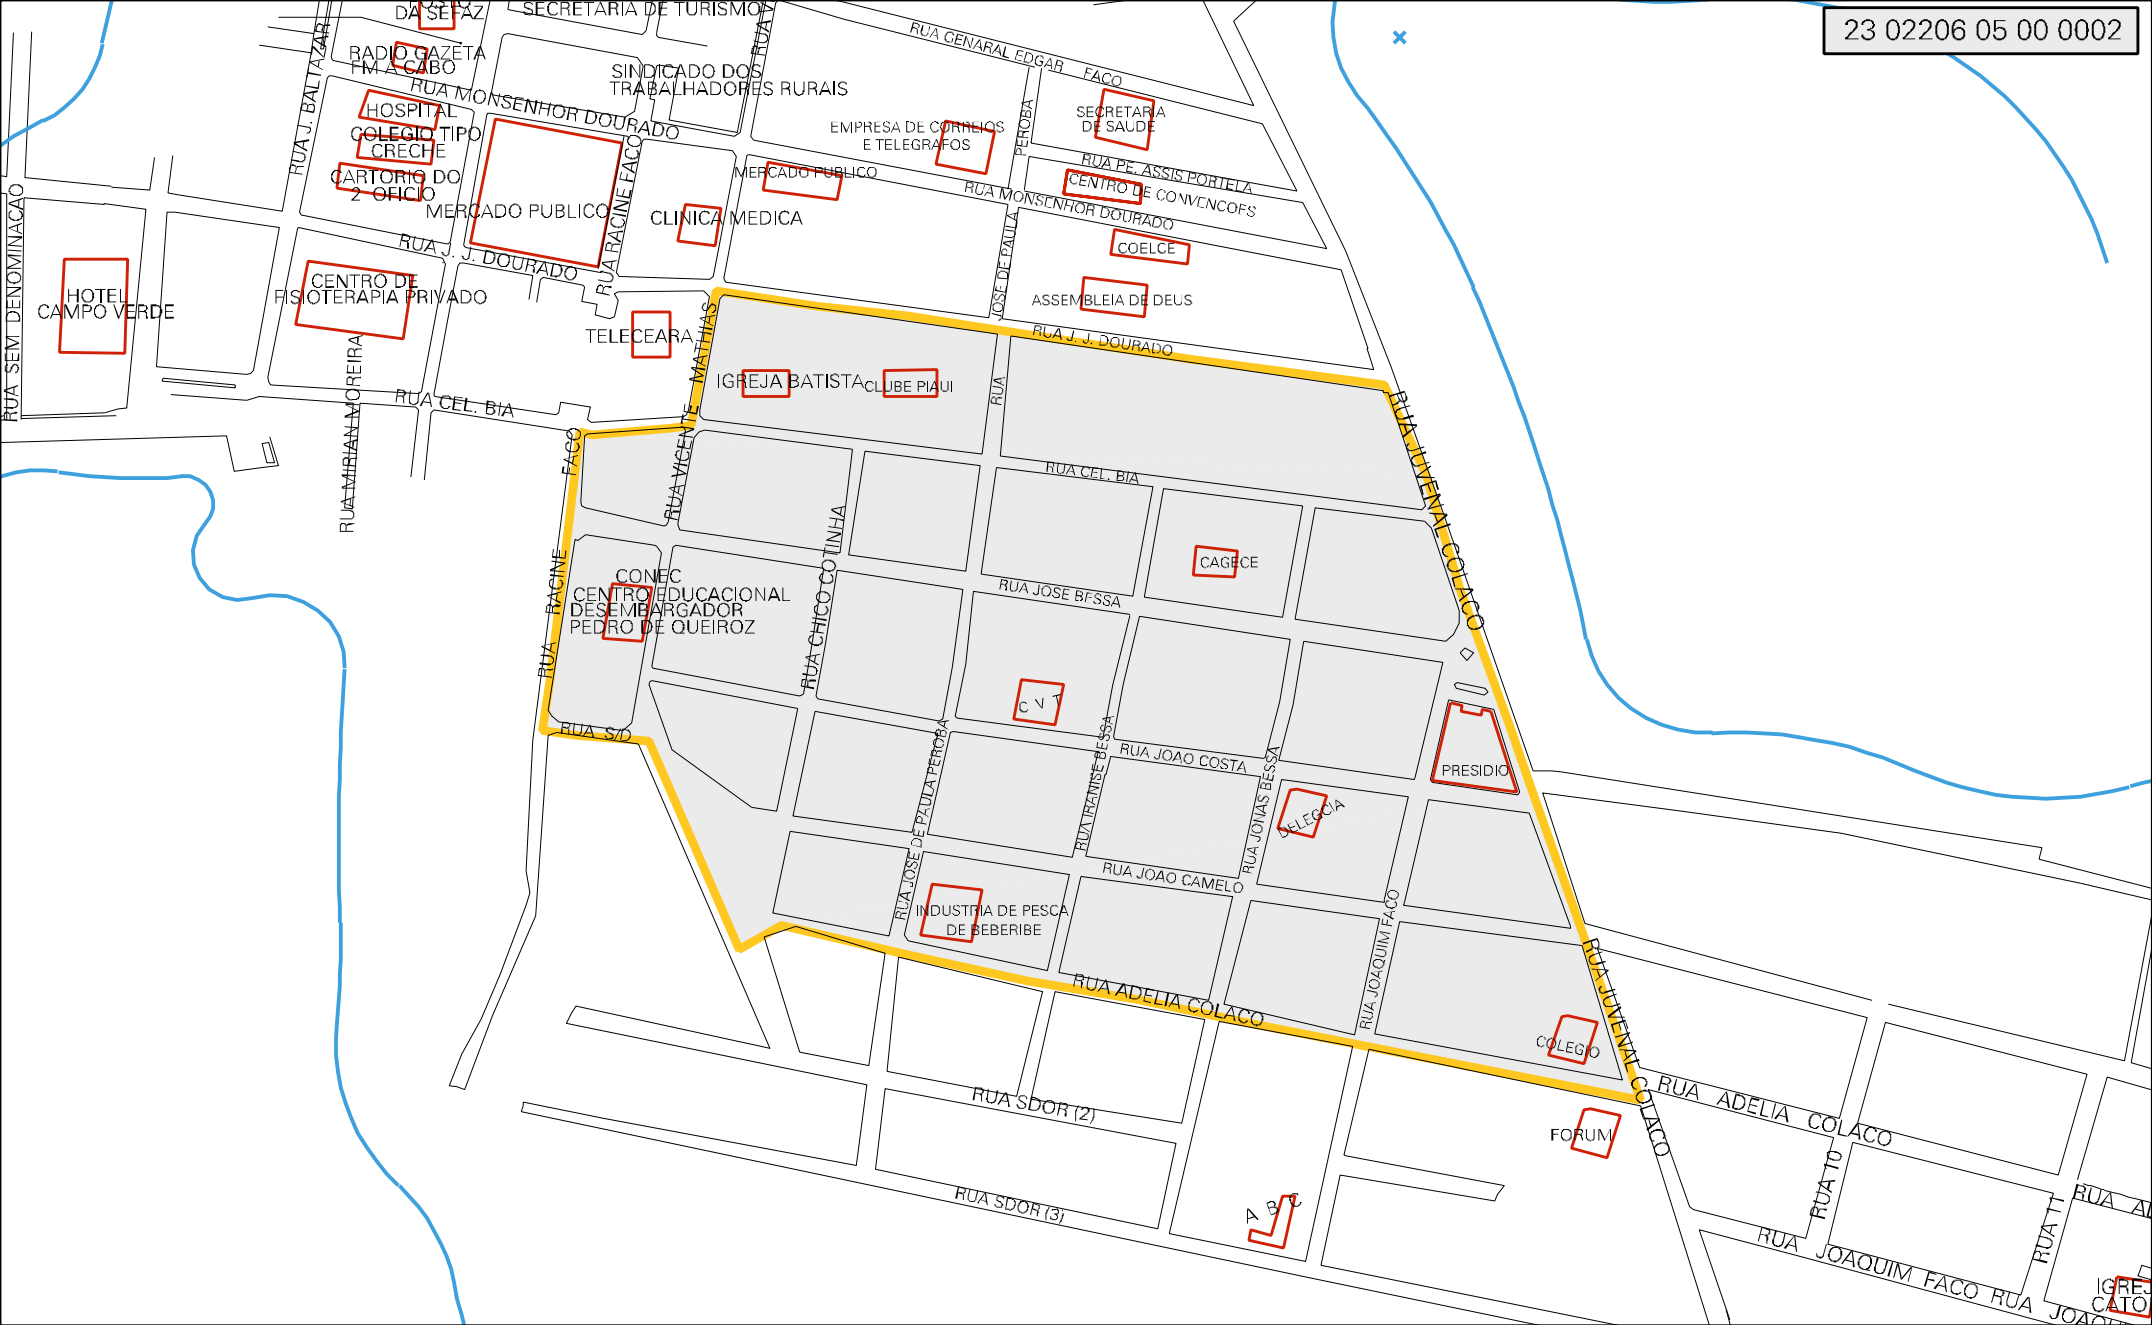 DA SEFAZ
SECRETARIA DE TURISMO
RUA V
23 02206 05 00 0002
RADIO GAZETA
FM A CABO
RUA J. BALTAZAR
RUA GENARAL EDGAR FACO
SINDICADO DOS
TRABALHADORES RURAIS
RUA MONSENHOR DOURADO
HOSPITAL
COLEGIO TIPO
CRECHE
CARTORIO DO
2 OFICIO
MERCADO PUBLICO
RUA RACINE FACO
CLINICA MEDICA
MERCADO PUBLICO
EMPRESA DE CORREIOS
E TELEGRAFOS
PEROBA
SECRETARIA
DE SAUDE
RUA PE. ASSIS PORTELA
CENTRO DE CONVENCOES
RUA MONSENHOR DOURADO
COELCE
JOSE DE PAULA
ASSEMBLEIA DE DEUS
RUA J. J. DOURADO
RUA J. J. DOURADO
RUA SEM DENOMINACAO
HOTEL
CAMPO VERDE
CENTRO DE
FISIOTERAPIA PRIVADO
TELECEARA
RUA VICENTE MATHIAS
IGREJA BATISTA
CLUBE PIAUI
RUA
RUA MIRIAN MOREIRA
RUA CEL. BIA
RUA CEL. BIA
RUA JUVENAL COLACO
RUA RACINE FACO
RUA CHICO COTINHA
CAGECE
CONEC
CENTRO EDUCACIONAL
DESEMBARGADOR
PEDRO DE QUEIROZ
RUA JOSE BESSA
C V T
RUA S/D
RUA JOSE DE PAULA PEROBA
RUA IRANISE BESSA
RUA JOAO COSTA
RUA JONAS BESSA
PRESIDIO
DELEGCIA
RUA JOAO CAMELO
RUA JOAQUIM FACO
INDUSTRIA DE PESCA
DE BEBERIBE
RUA ADELIA COLACO
RUA JUVENAL COLACO
COLEGIO
RUA ADELIA COLACO
FORUM
RUA SDOR (2)
RUA SDOR (3)
A B C
RUA 10
RUA 11
RUA AL
RUA JOAQUIM FACO
RUA JOAQ
IGREJ
CATO